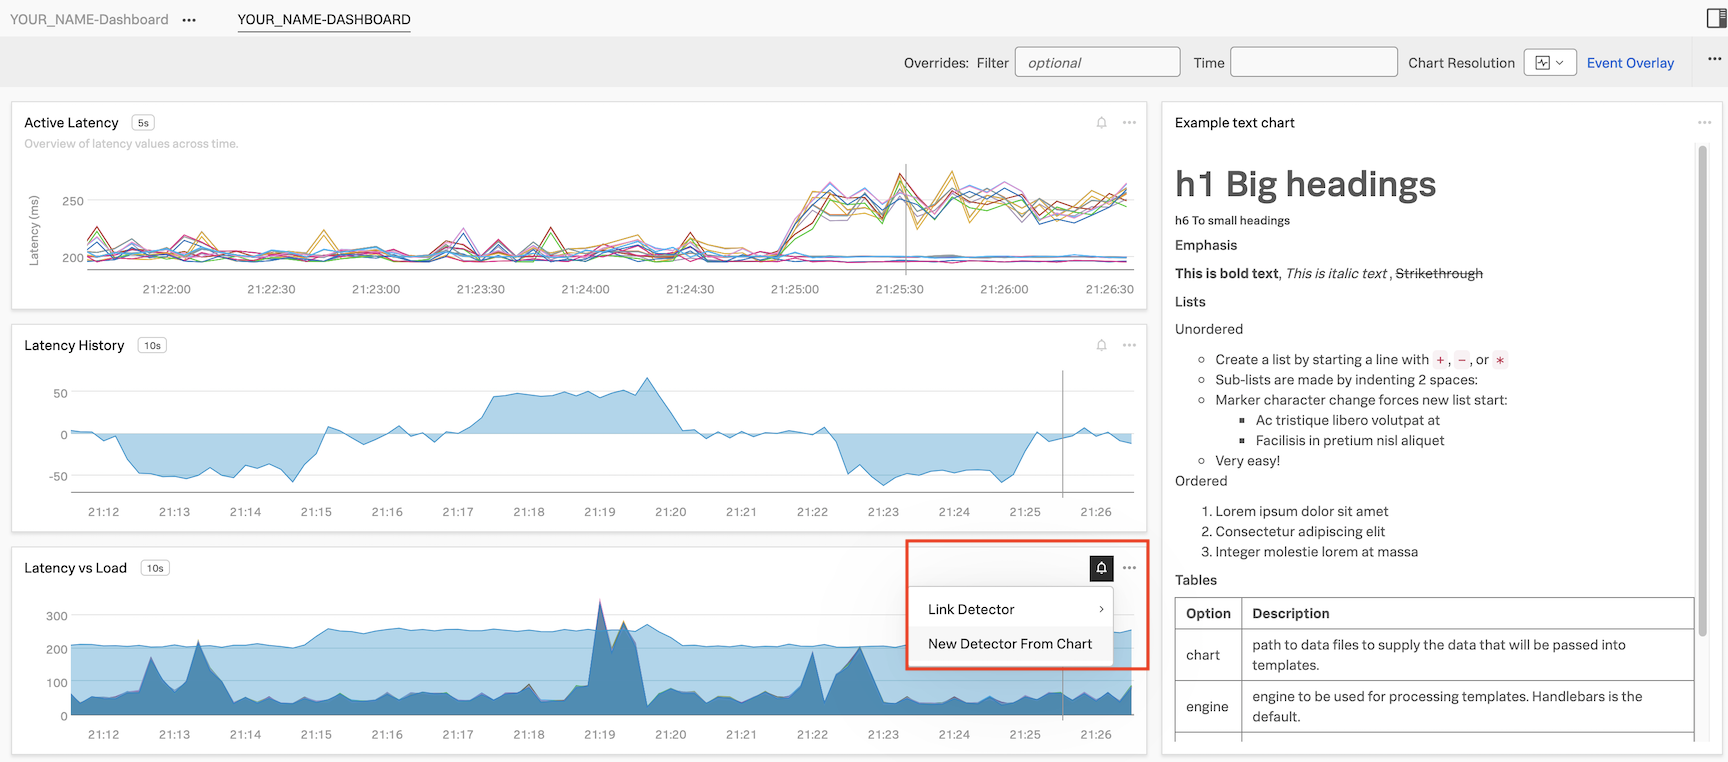 YOUR_NAME-Dashboard ••• YOUR_NAME-DASHBOARD
Overrides: Filter optional Time Chart Resolution Event Overlay •••
Active Latency 5s
Overview of latency values across time.
Latency (ms)
250
200
21:22:00 21:22:30 21:23:00 21:23:30 21:24:00 21:24:30 21:25:00 21:25:30 21:26:00 21:26:30
Latency History 10s
50
0
-50
21:12 21:13 21:14 21:15 21:16 21:17 21:18 21:19 21:20 21:21 21:22 21:23 21:24 21:25 21:26
Latency vs Load 10s
Link Detector
New Detector From Chart
300
200
100
0
21:12 21:13 21:14 21:15 21:16 21:17 21:18 21:19 21:20 21:21 21:22 21:23 21:24 21:25 21:26
Example text chart
h1 Big headings
h6 To small headings
Emphasis
This is bold text, This is italic text , Strikethrough
Lists
Unordered
Create a list by starting a line with +, -, or *
Sub-lists are made by indenting 2 spaces:
Marker character change forces new list start:
Ac tristique libero volutpat at
Facilisis in pretium nisl aliquet
Very easy!
Ordered
1. Lorem ipsum dolor sit amet
2. Consectetur adipiscing elit
3. Integer molestie lorem at massa
Tables
Option Description
chart path to data files to supply the data that will be passed into
templates.
engine engine to be used for processing templates. Handlebars is the
default.